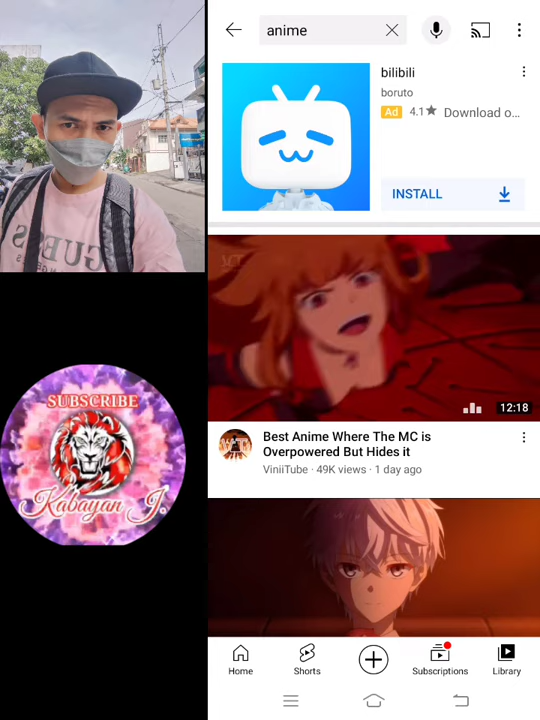 anime
bilibili
boruto
Ad 4.1★ Download o...
INSTALL
12:18
Best Anime Where The MC is
Overpowered But Hides it
ViniiTube · 49K views · 1 day ago
Home
Shorts
Subscriptions
Library
GUESS
SUBSCRIBE
Kabayan J.